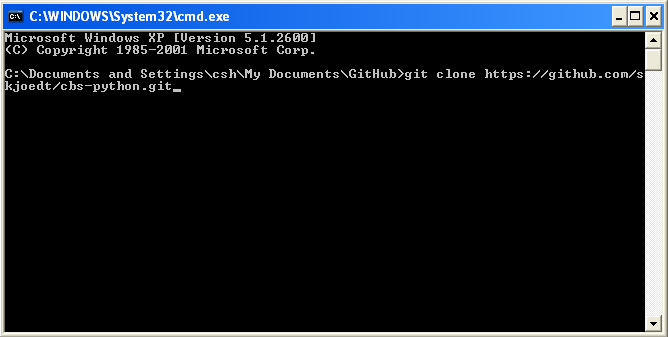 C:\WINDOWS\System32\cmd.exe
Microsoft Windows XP [Version 5.1.2600]
(C) Copyright 1985-2001 Microsoft Corp.
C:\Documents and Settings\csh\My Documents\GitHub>git clone https://github.com/s
kjoedt/cbs-python.git_